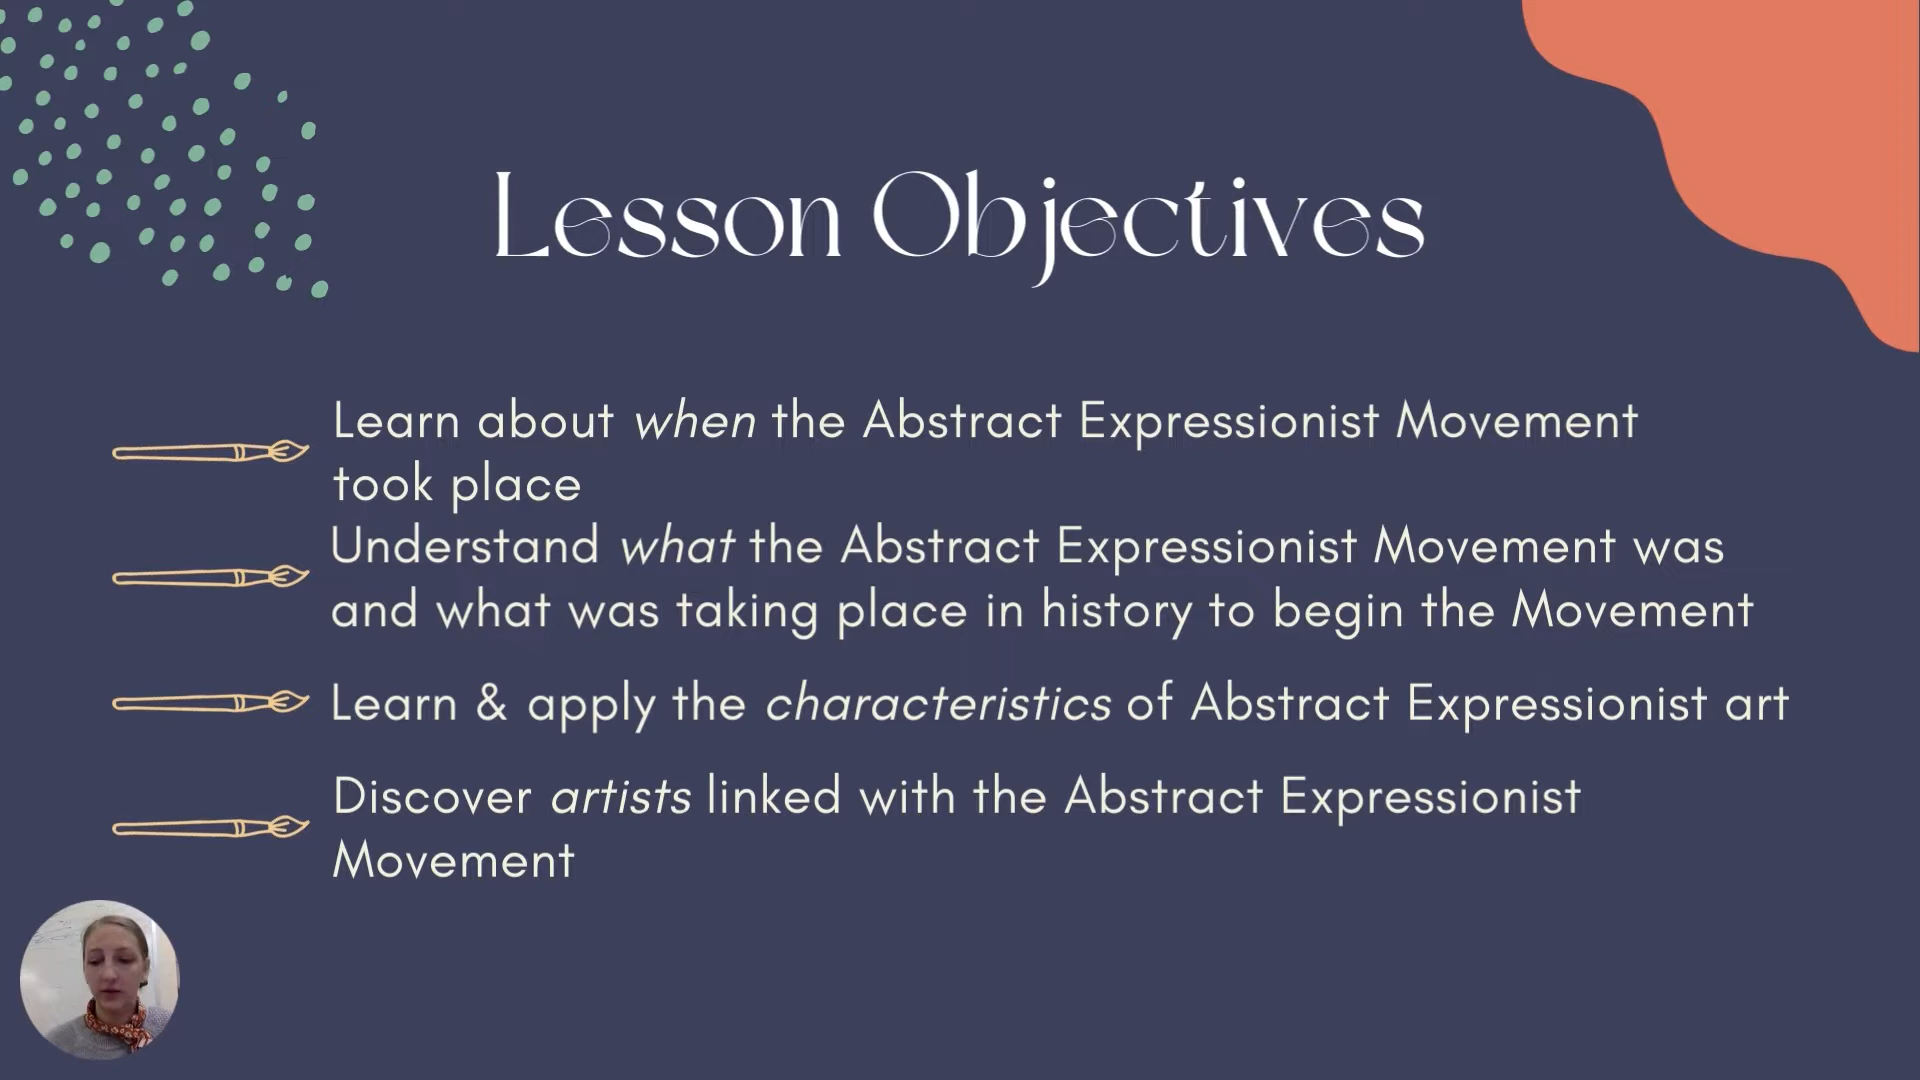 Lesson Objectives
Learn about when the Abstract Expressionist Movement
took place
Understand what the Abstract Expressionist Movement was
and what was taking place in history to begin the Movement
Learn & apply the characteristics of Abstract Expressionist art
Discover artists linked with the Abstract Expressionist
Movement